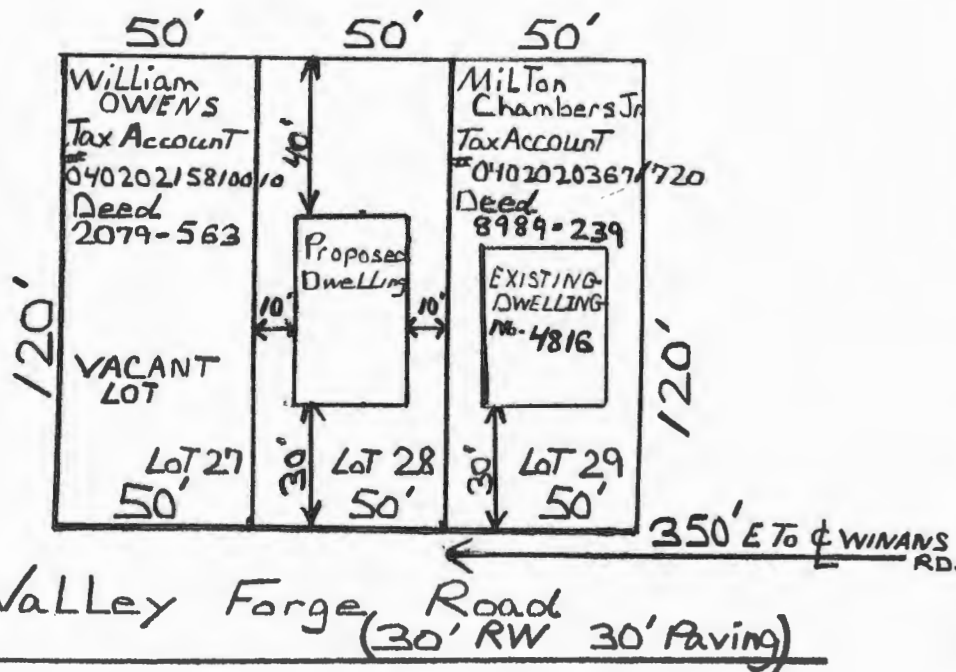 50' 50' 50'
William
OWENS
Tax Account
#
04020215810010
Deed
2079-563
40'
MilTon
Chambers Jr.
Tax Account
#04020203671720
Deed
8989-239
Proposed
Dwelling
EXISTING
DWELLING
No. 4816
10' 10'
120'
VACANT
LOT
120'
30'
30'
LoT 27
50'
LoT 28
50'
LoT 29
50'
350' E To ℄ WINANS
RD.
Valley Forge Road
(30' RW 30' Paving)